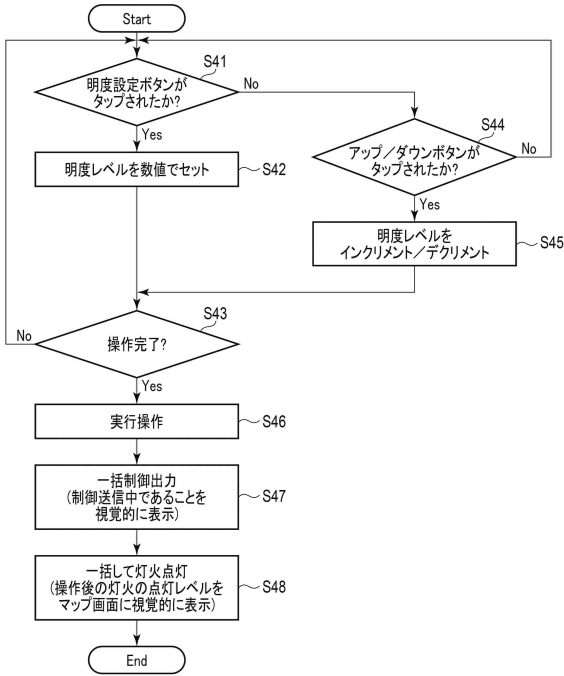 Start
S41
明度設定ボタンが
タップされたか?
No
Yes
S44
アップ／ダウンボタンが
タップされたか?
No
Yes
明度レベルを数値でセット
S42
明度レベルを
インクリメント／デクリメント
S45
S43
操作完了?
No
Yes
実行操作
S46
一括制御出力
(制御送信中であることを
視覚的に表示)
S47
一括して灯火点灯
(操作後の灯火の点灯レベルを
マップ画面に視覚的に表示)
S48
End